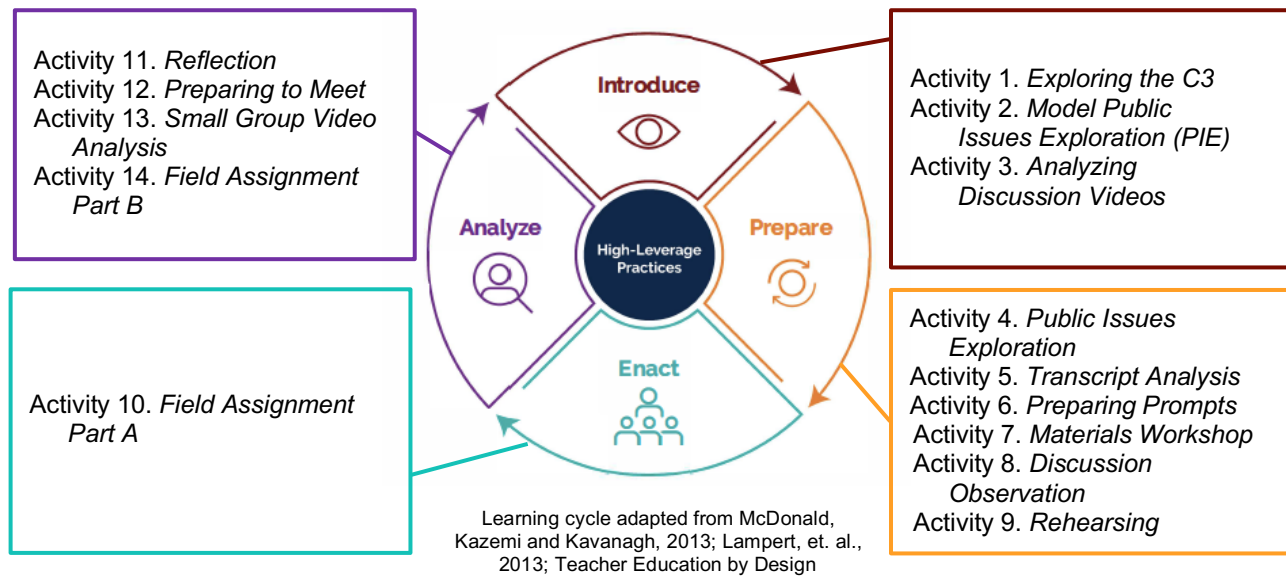 Activity 11. Reflection
Activity 12. Preparing to Meet
Activity 13. Small Group Video
Analysis
Activity 14. Field Assignment
Part B
Introduce
Activity 1. Exploring the C3
Activity 2. Model Public
Issues Exploration (PIE)
Activity 3. Analyzing
Discussion Videos
Analyze
High-Leverage
Practices
Prepare
Activity 10. Field Assignment
Part A
Enact
Activity 4. Public Issues
Exploration
Activity 5. Transcript Analysis
Activity 6. Preparing Prompts
Activity 7. Materials Workshop
Activity 8. Discussion
Observation
Activity 9. Rehearsing
Learning cycle adapted from McDonald,
Kazemi and Kavanagh, 2013; Lampert, et. al.,
2013; Teacher Education by Design